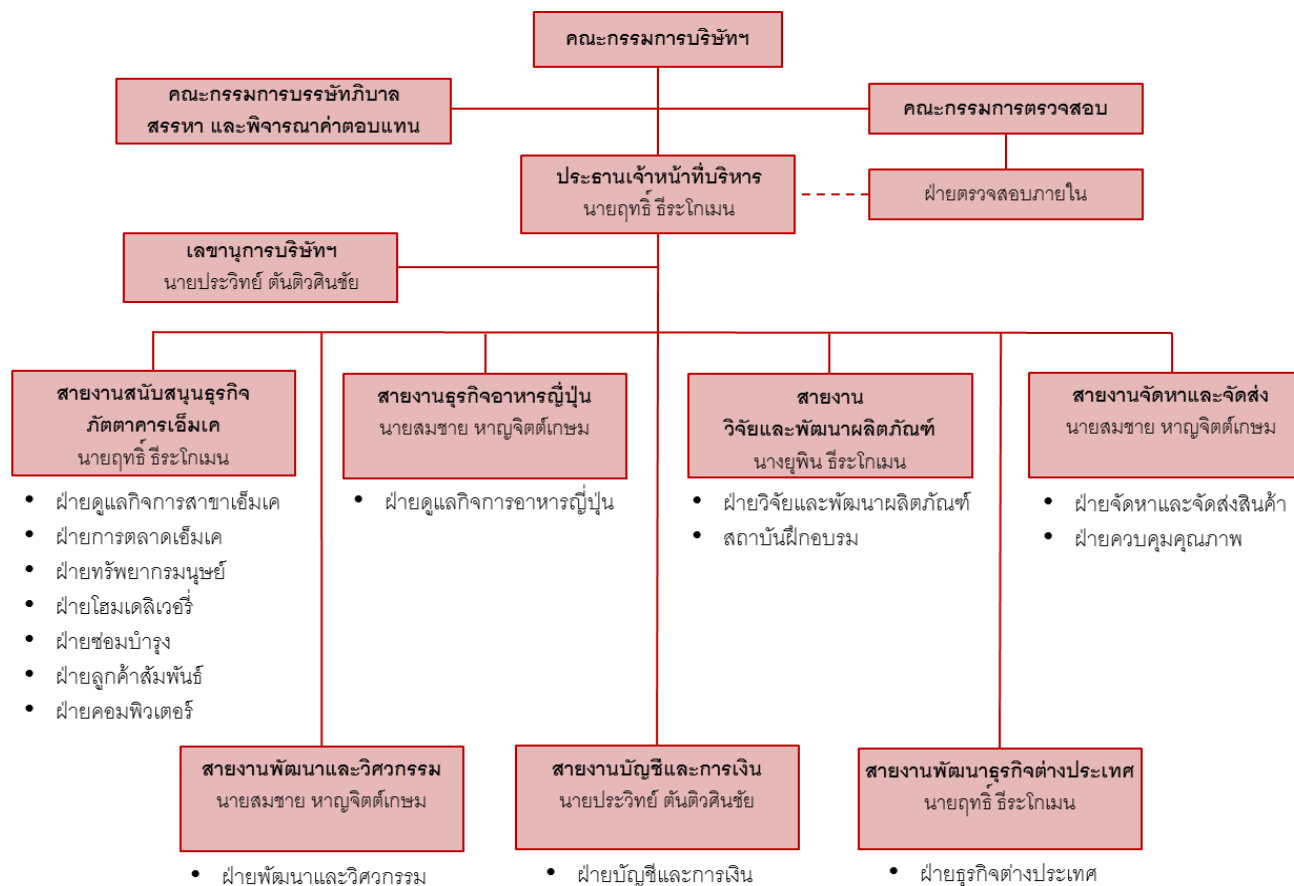 คณะกรรมการบริษัทฯ
คณะกรรมการบรรษัทภิบาล
สรรหา และพิจารณาค่าตอบแทน
คณะกรรมการตรวจสอบ
ประธานเจ้าหน้าที่บริหาร
นายฤทธิ์ ธีระโกเมน
ฝ่ายตรวจสอบภายใน
เลขานุการบริษัทฯ
นายประวิทย์ ตันติวศินชัย
สายงานสนับสนุนธุรกิจ
ภัตตาคารเอ็มเค
นายฤทธิ์ ธีระโกเมน
• ฝ่ายดูแลกิจการสาขาเอ็มเค
• ฝ่ายการตลาดเอ็มเค
• ฝ่ายทรัพยากรมนุษย์
• ฝ่ายโฮมเดลิเวอรี่
• ฝ่ายซ่อมบำรุง
• ฝ่ายลูกค้าสัมพันธ์
• ฝ่ายคอมพิวเตอร์
สายงานธุรกิจอาหารญี่ปุ่น
นายสมชาย หาญจิตต์เกษม
• ฝ่ายดูแลกิจการอาหารญี่ปุ่น
สายงาน
วิจัยและพัฒนาผลิตภัณฑ์
นางยุพิน ธีระโกเมน
• ฝ่ายวิจัยและพัฒนาผลิตภัณฑ์
• สถาบันฝึกอบรม
สายงานจัดหาและจัดส่ง
นายสมชาย หาญจิตต์เกษม
• ฝ่ายจัดหาและจัดส่งสินค้า
• ฝ่ายควบคุมคุณภาพ
สายงานพัฒนาและวิศวกรรม
นายสมชาย หาญจิตต์เกษม
• ฝ่ายพัฒนาและวิศวกรรม
สายงานบัญชีและการเงิน
นายประวิทย์ ตันติวศินชัย
• ฝ่ายบัญชีและการเงิน
สายงานพัฒนาธุรกิจต่างประเทศ
นายฤทธิ์ ธีระโกเมน
• ฝ่ายธุรกิจต่างประเทศ